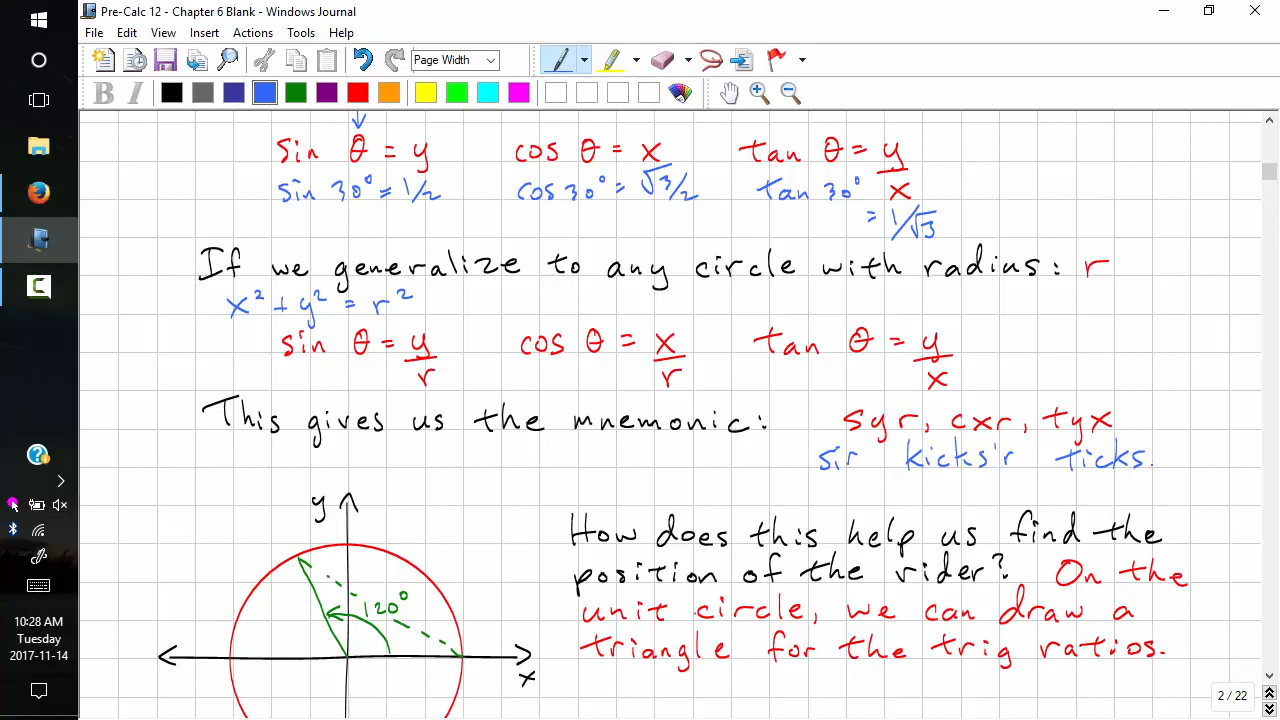 Pre-Calc 12 - Chapter 6 Blank - Windows Journal
File Edit View Insert Actions Tools Help
Page Width
B I
sin θ = y cos θ = x tan θ = y/x
sin 30° = 1/2 cos 30° = √3/2 tan 30° = 1/√3
If we generalize to any circle with radius: r
x² + y² = r²
sin θ = y/r cos θ = x/r tan θ = y/x
This gives us the mnemonic: syr, cxr, tyx
sir kicks'r ticks.
y
120°
x
How does this help us find the
position of the rider? On the
unit circle, we can draw a
triangle for the trig ratios.
10:28 AM
Tuesday
2017-11-14
2 / 22